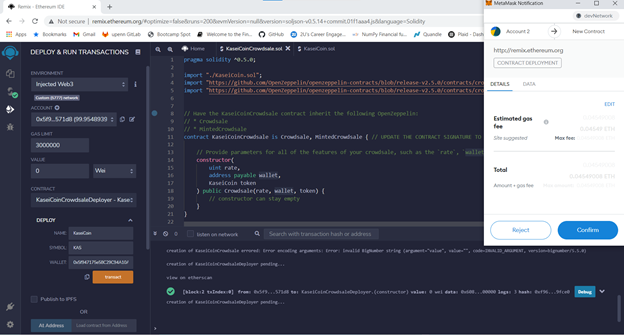 Remix - Ethereum IDE
Not secure | remix.ethereum.org/#optimize=false&runs=200&evmVersion=null&version=soljson-v0.5.14+commit.01f1aaa4.js&language=Solidity
Apps
Bookmarks
Gmail
upenn GitLab
Bootcamp Spot
Welcome to the Fin...
GitHub
2U's Career Engage...
NumPy Financial
Quandle
Plaid - Dash
DEPLOY & RUN TRANSACTIONS
ENVIRONMENT
Injected Web3
Custom (5777) network
ACCOUNT
0x5f9...571d8 (99.9548939
GAS LIMIT
3000000
VALUE
0
Wei
CONTRACT
KaseiCoinCrowdsaleDeployer - Kase
DEPLOY
NAME: KaseiCoin
SYMBOL: KAS
WALLET:
transact
Publish to IPFS
OR
At Address
Load contract from Address
Home
KaseiCoinCrowdsale.sol
KaseiCoin.sol
pragma solidity ^0.5.0;
import "./KaseiCoin.sol";
import "https://github.com/OpenZeppelin/openzeppelin-contracts/blob/release-v2.5.0/contracts/cro
import "https://github.com/OpenZeppelin/openzeppelin-contracts/blob/release-v2.5.0/contracts/cro
// Have the KaseiCoinCrowdsale contract inherit the following OpenZeppelin:
// * Crowdsale
// * MintedCrowdsale
contract KaseiCoinCrowdsale is Crowdsale, MintedCrowdsale { // UPDATE THE CONTRACT SIGNATURE TO
// Provide parameters for all of the features of your crowdsale, such as the `rate`, `wallet
constructor(
uint rate,
address payable wallet,
KaseiCoin token
) public Crowdsale(rate, wallet, token) {
// constructor can stay empty
}
}
0
listen on network
Search with transaction hash or address
creation of KaseiCoinCrowdsale errored: Error encoding arguments: Error: invalid BigNumber string (argument="value", value="", code=INVALID_ARGUMENT, version=bignumber/5.5.0)
creation of KaseiCoinCrowdsaleDeployer pending...
view on etherscan
[block:2 txIndex:0] from: 0x5f9...571d8 to: KaseiCoinCrowdsaleDeployer.(constructor) value: 0 wei data: 0x608...00000 logs: 3 hash: 0xf9b...9fce0
Debug
creation of KaseiCoinCrowdsaleDeployer pending...
MetaMask Notification
devNetwork
Account 2
New Contract
http://remix.ethereum.org
CONTRACT DEPLOYMENT
DETAILS
DATA
EDIT
Estimated gas fee
Site suggested
Max fee:
Total
Amount + gas fee
Reject
Confirm